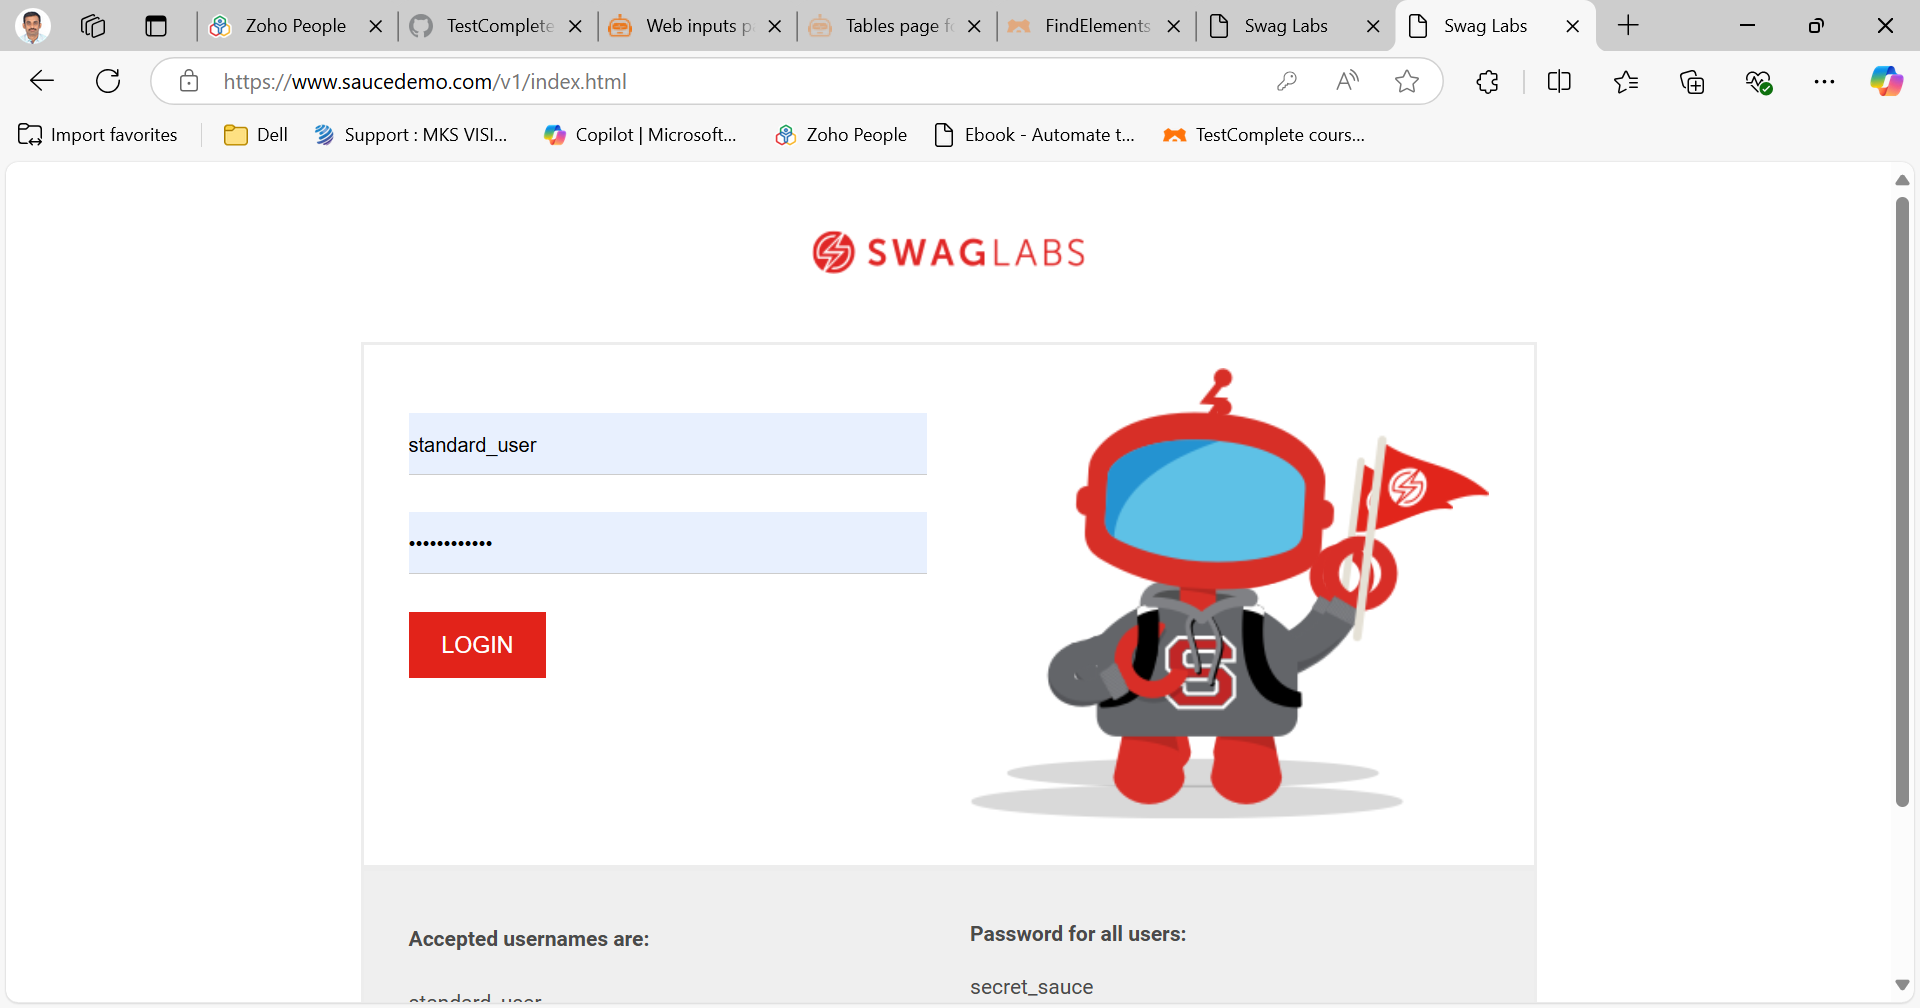 Zoho People
TestComplete
Web inputs p
Tables page fo
FindElements
Swag Labs
Swag Labs
https://www.saucedemo.com/v1/index.html
Import favorites
Dell
Support : MKS VISI...
Copilot | Microsoft...
Zoho People
Ebook - Automate t...
TestComplete cours...
SWAGLABS
standard_user
LOGIN
S
Accepted usernames are:
Password for all users:
secret_sauce
standard_user